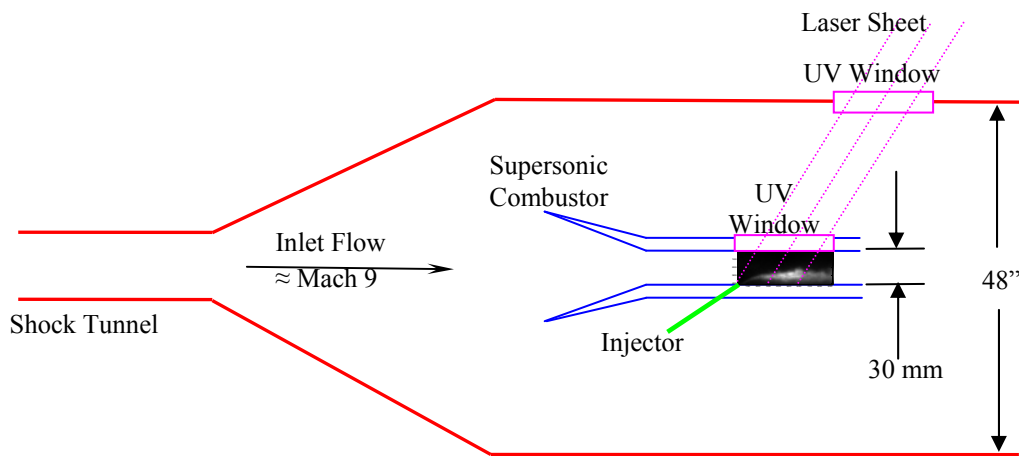 Laser Sheet
UV Window
Supersonic
Combustor
UV
Window
Inlet Flow
≈ Mach 9
48”
Shock Tunnel
Injector
30 mm